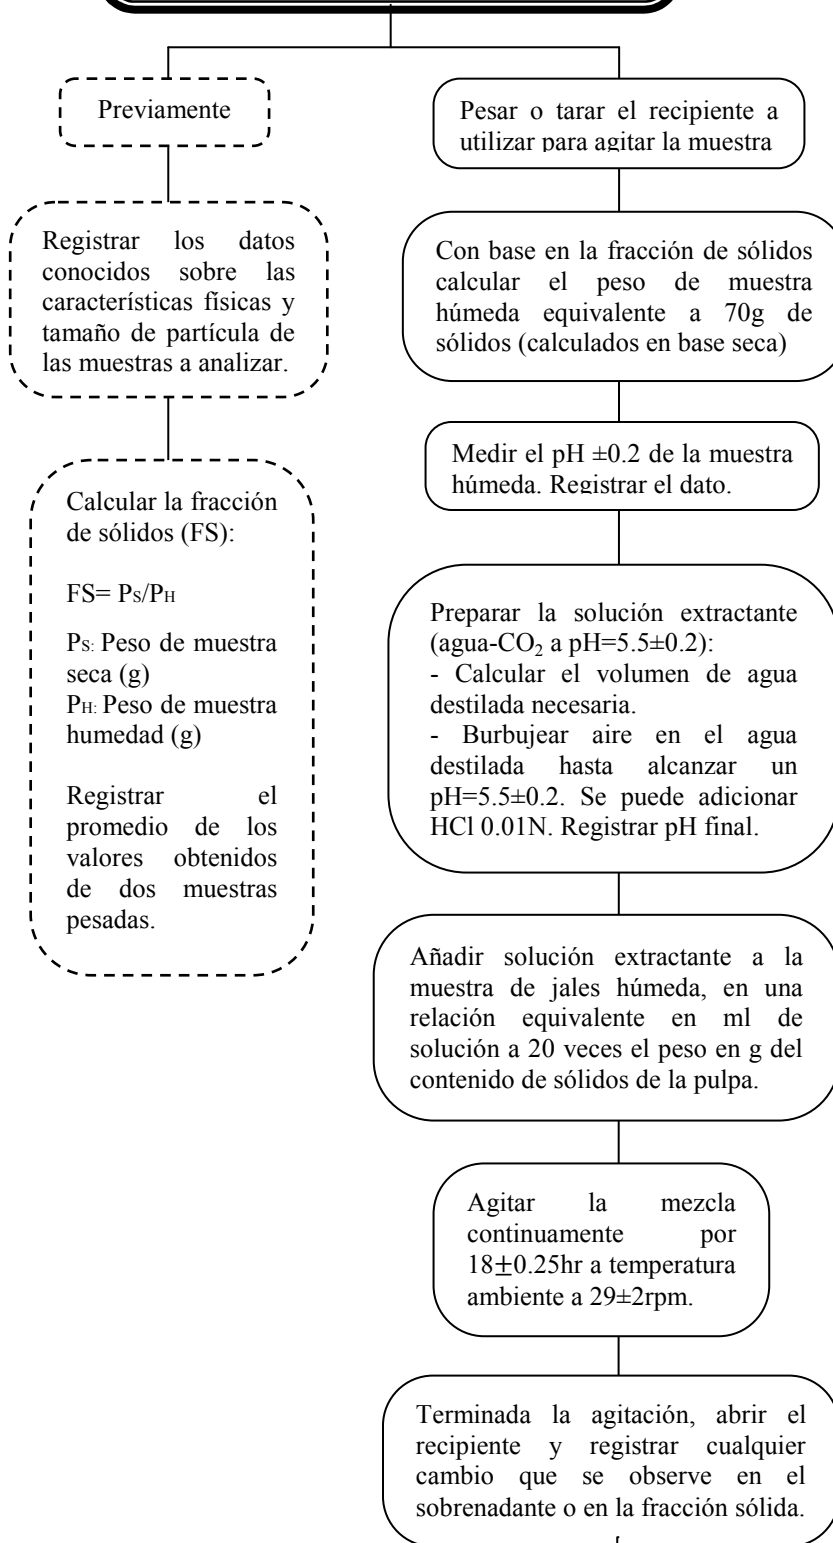 Previamente
Registrar los datos
conocidos sobre las
características físicas y
tamaño de partícula de
las muestras a analizar.
Calcular la fracción
de sólidos (FS):
FS= PS/PH
PS: Peso de muestra
seca (g)
PH: Peso de muestra
humedad (g)
Registrar el
promedio de los
valores obtenidos
de dos muestras
pesadas.
Pesar o tarar el recipiente a
utilizar para agitar la muestra
Con base en la fracción de sólidos
calcular el peso de muestra
húmeda equivalente a 70g de
sólidos (calculados en base seca)
Medir el pH ±0.2 de la muestra
húmeda. Registrar el dato.
Preparar la solución extractante
(agua-CO₂ a pH=5.5±0.2):
- Calcular el volumen de agua
destilada necesaria.
- Burbujear aire en el agua
destilada hasta alcanzar un
pH=5.5±0.2. Se puede adicionar
HCl 0.01N. Registrar pH final.
Añadir solución extractante a la
muestra de jales húmeda, en una
relación equivalente en ml de
solución a 20 veces el peso en g del
contenido de sólidos de la pulpa.
Agitar la mezcla
continuamente por
18±0.25hr a temperatura
ambiente a 29±2rpm.
Terminada la agitación, abrir el
recipiente y registrar cualquier
cambio que se observe en el
sobrenadante o en la fracción sólida.